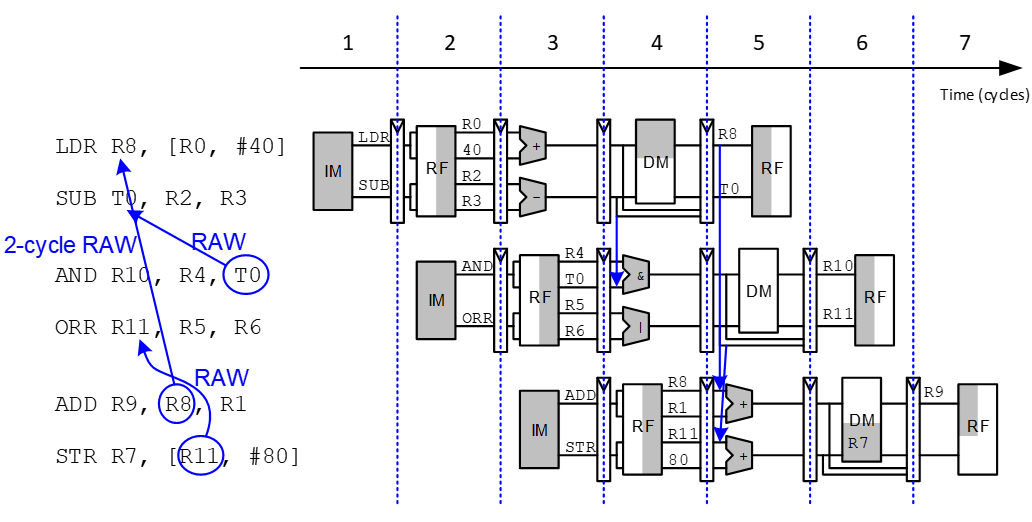 1 2 3 4 5 6 7
Time (cycles)
LDR R8, [R0, #40]
SUB T0, R2, R3
2-cycle RAW
RAW
AND R10, R4, T0
ORR R11, R5, R6
RAW
ADD R9, R8, R1
STR R7, [R11, #80]
IM
LDR
SUB
RF
R0
40
R2
R3
+
-
DM
R8
T0
RF
IM
AND
ORR
RF
R4
T0
R5
R6
&
|
DM
R10
R11
RF
IM
ADD
STR
RF
R8
R1
R11
80
+
+
DM
R7
R9
RF